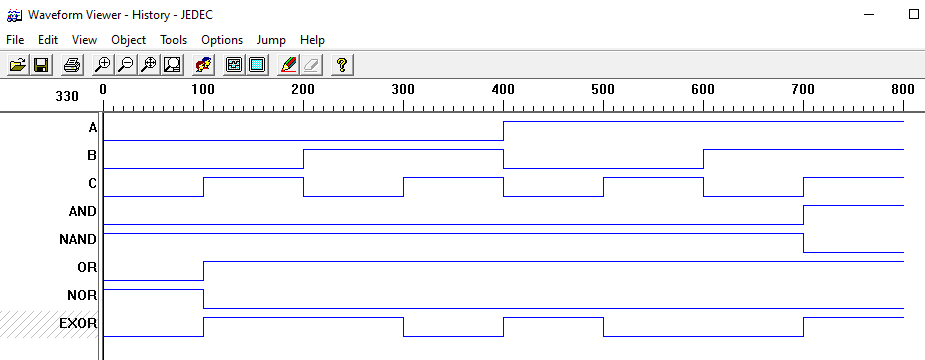 Waveform Viewer - History - JEDEC
File Edit View Object Tools Options Jump Help
330 0 100 200 300 400 500 600 700 800
A
B
C
AND
NAND
OR
NOR
EXOR